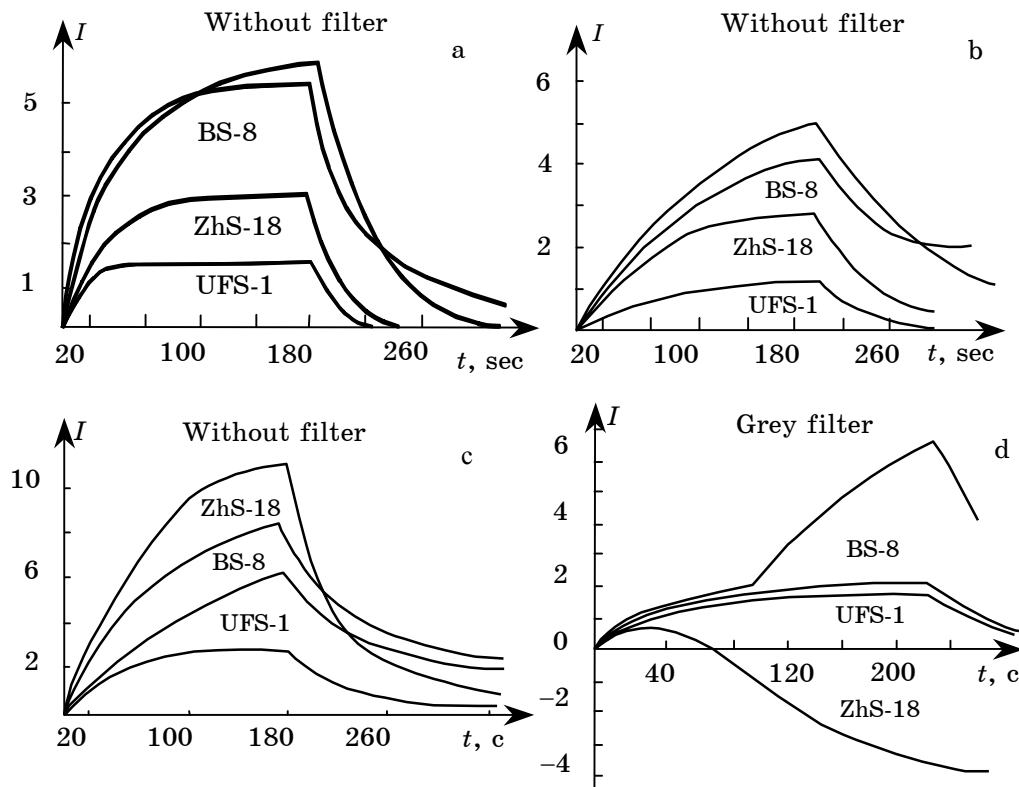 Without filter
I
a
5
BS-8
3
ZhS-18
1
UFS-1
20 100 180 260 t, sec
Without filter
I
b
6
4
BS-8
ZhS-18
2
UFS-1
20 100 180 260 t, sec
Without filter
I
c
10
ZhS-18
6
BS-8
UFS-1
2
20 100 180 260 t, c
Grey filter
I
d
6
4
BS-8
2
UFS-1
0
40 120 200 t, c
−2
ZhS-18
−4